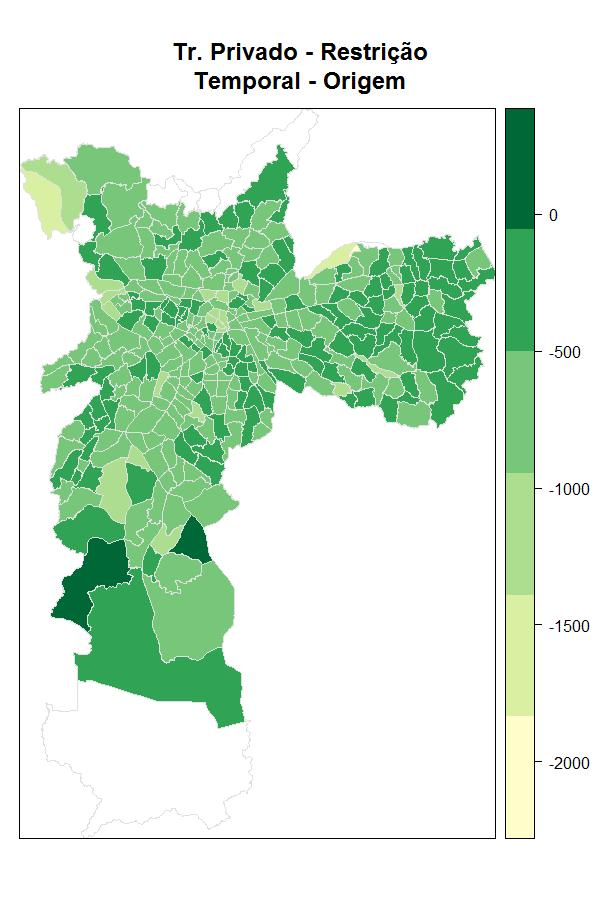 Tr. Privado - Restrição
Temporal - Origem
0
-500
-1000
-1500
-2000